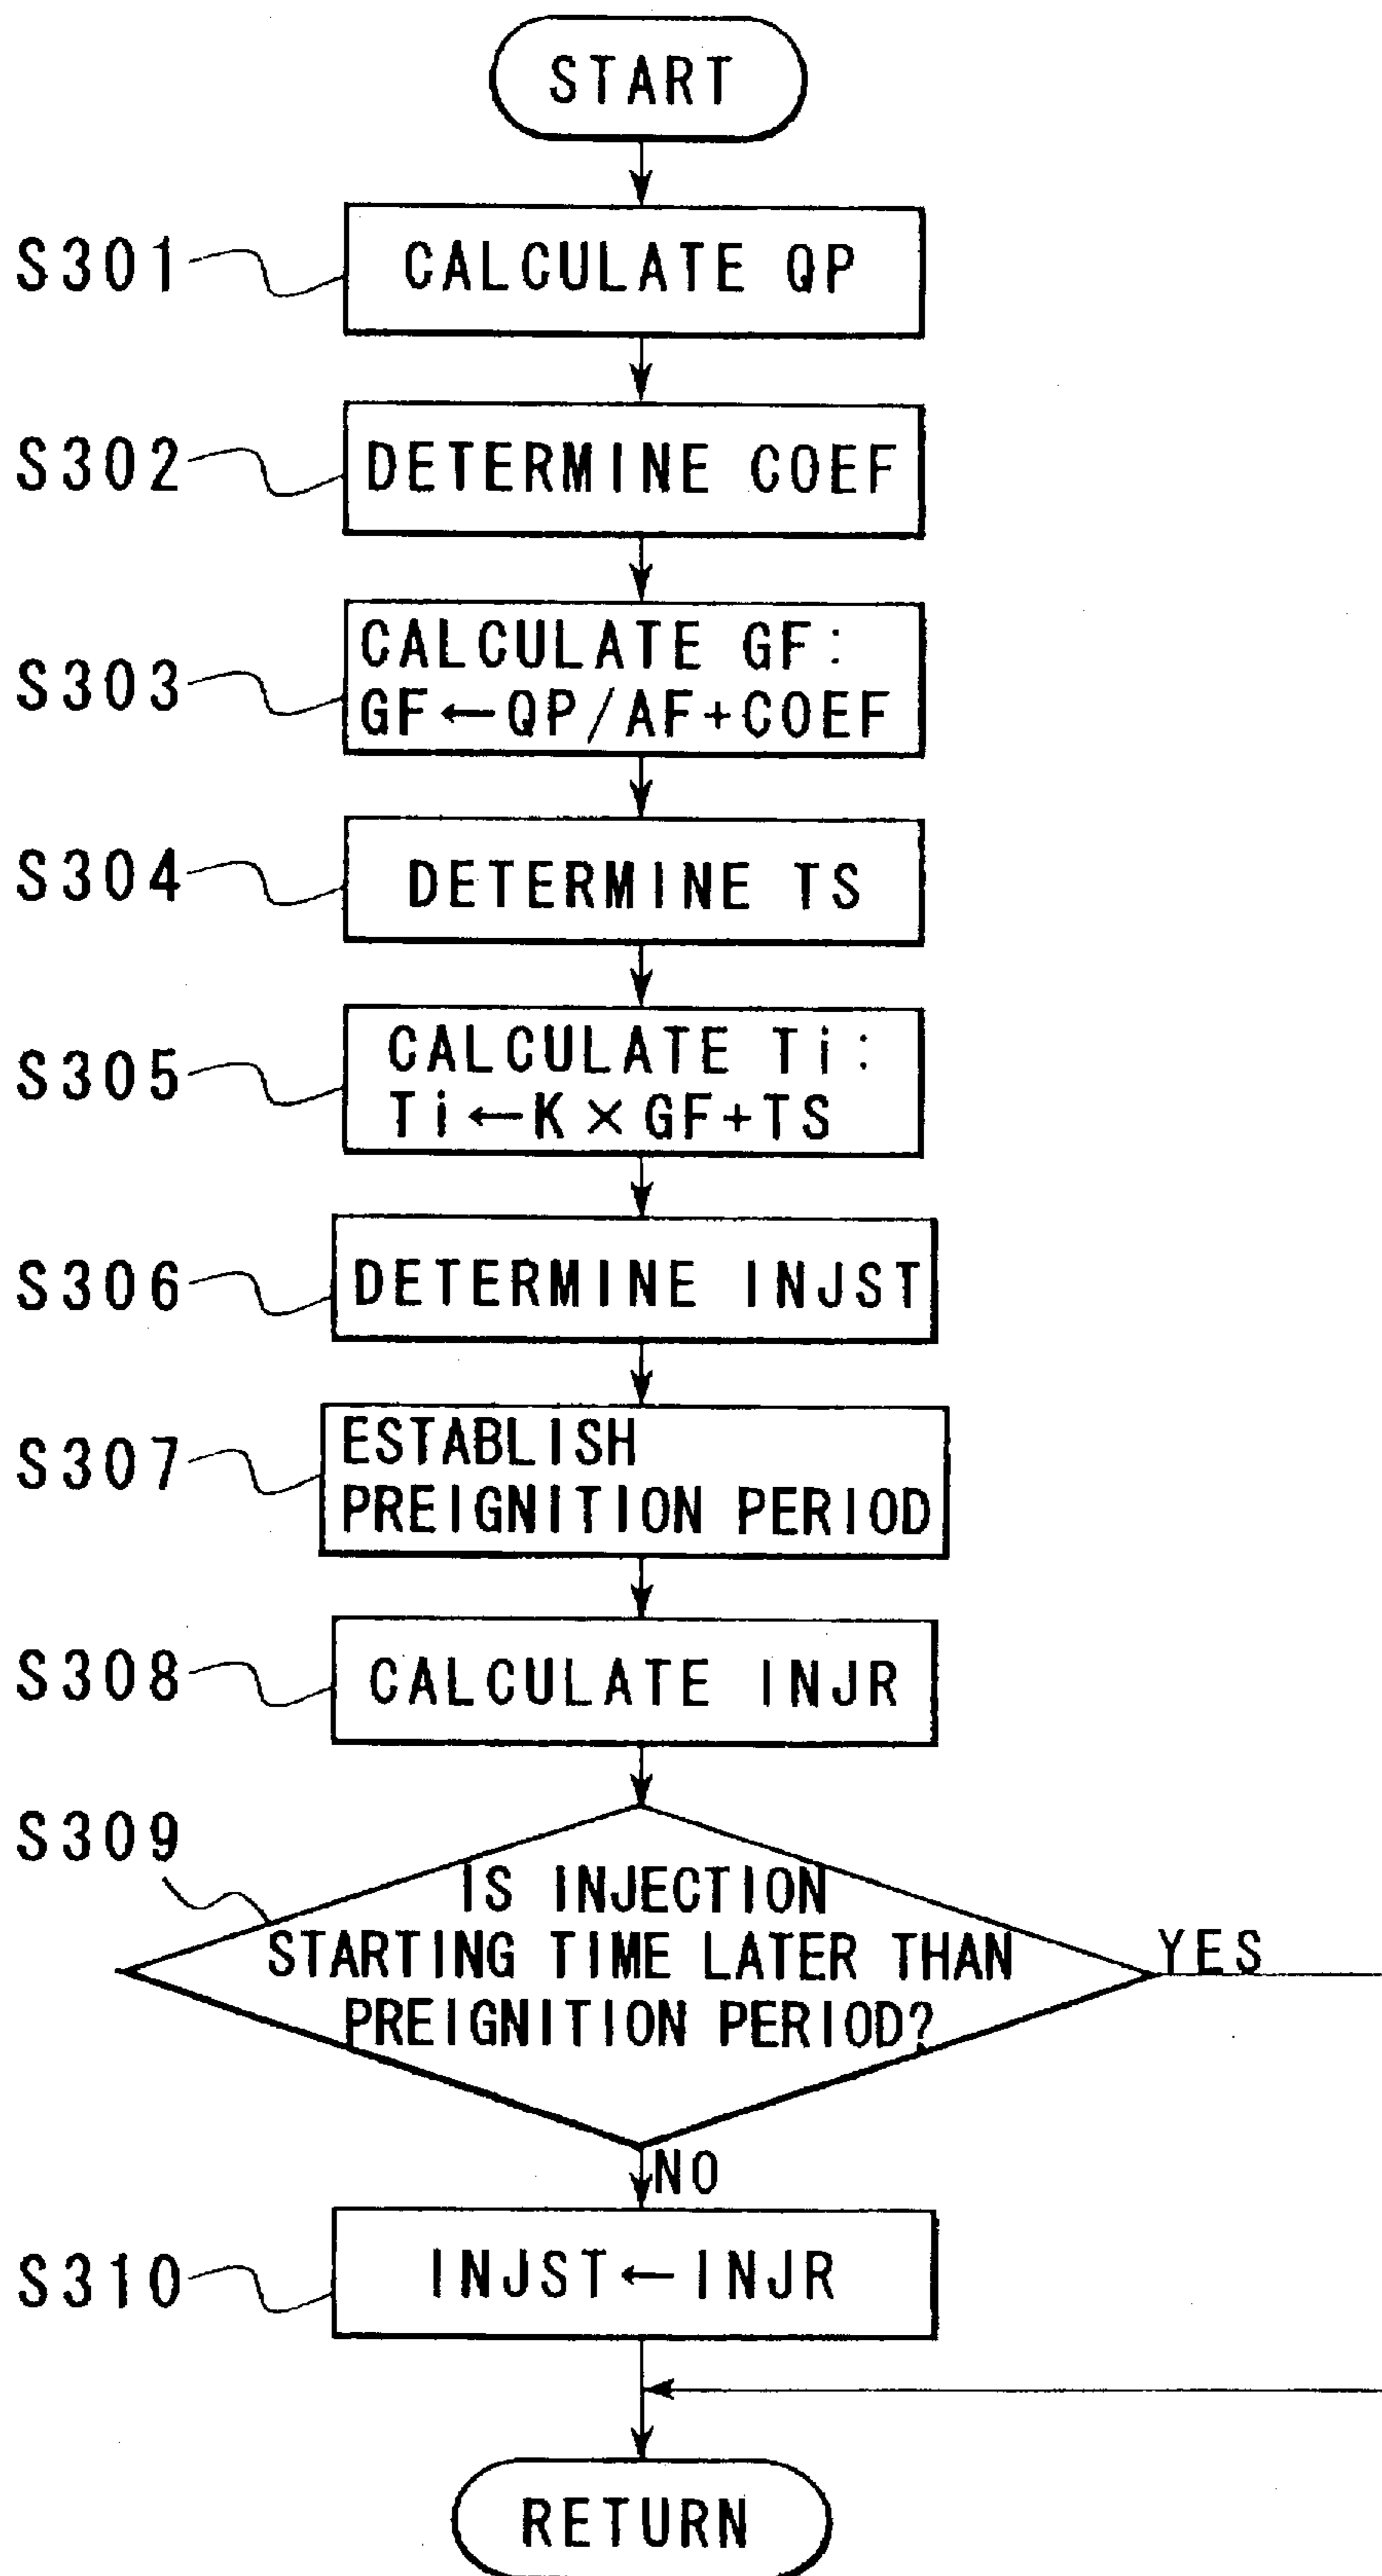 START
S301
CALCULATE QP
S302
DETERMINE COEF
S303
CALCULATE GF:
GF←QP/AF+COEF
S304
DETERMINE TS
S305
CALCULATE Ti:
Ti←K×GF+TS
S306
DETERMINE INJST
S307
ESTABLISH
PREIGNITION PERIOD
S308
CALCULATE INJR
S309
IS INJECTION
STARTING TIME LATER THAN
PREIGNITION PERIOD?
YES
NO
S310
INJST←INJR
RETURN